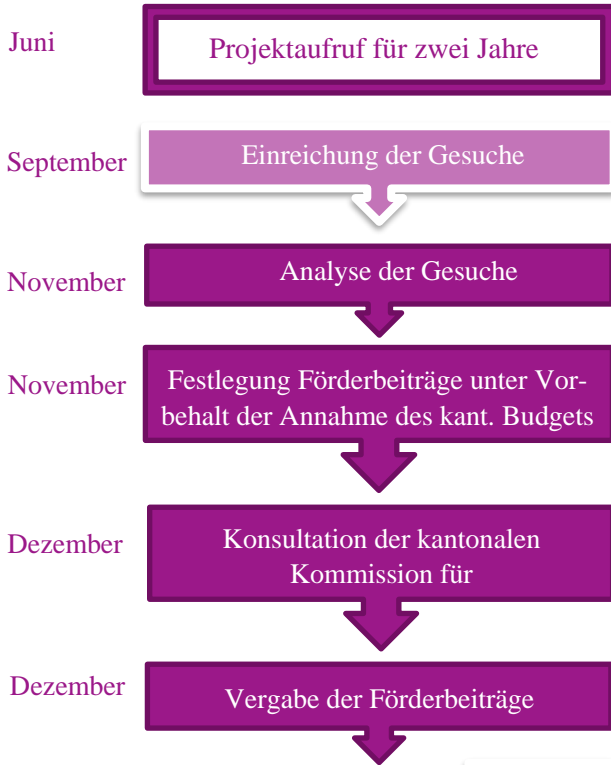 Juni
Projektaufruf für zwei Jahre
September
Einreichung der Gesuche
November
Analyse der Gesuche
November
Festlegung Förderbeiträge unter Vor-
behalt der Annahme des kant. Budgets
Dezember
Konsultation der kantonalen
Kommission für
Dezember
Vergabe der Förderbeiträge